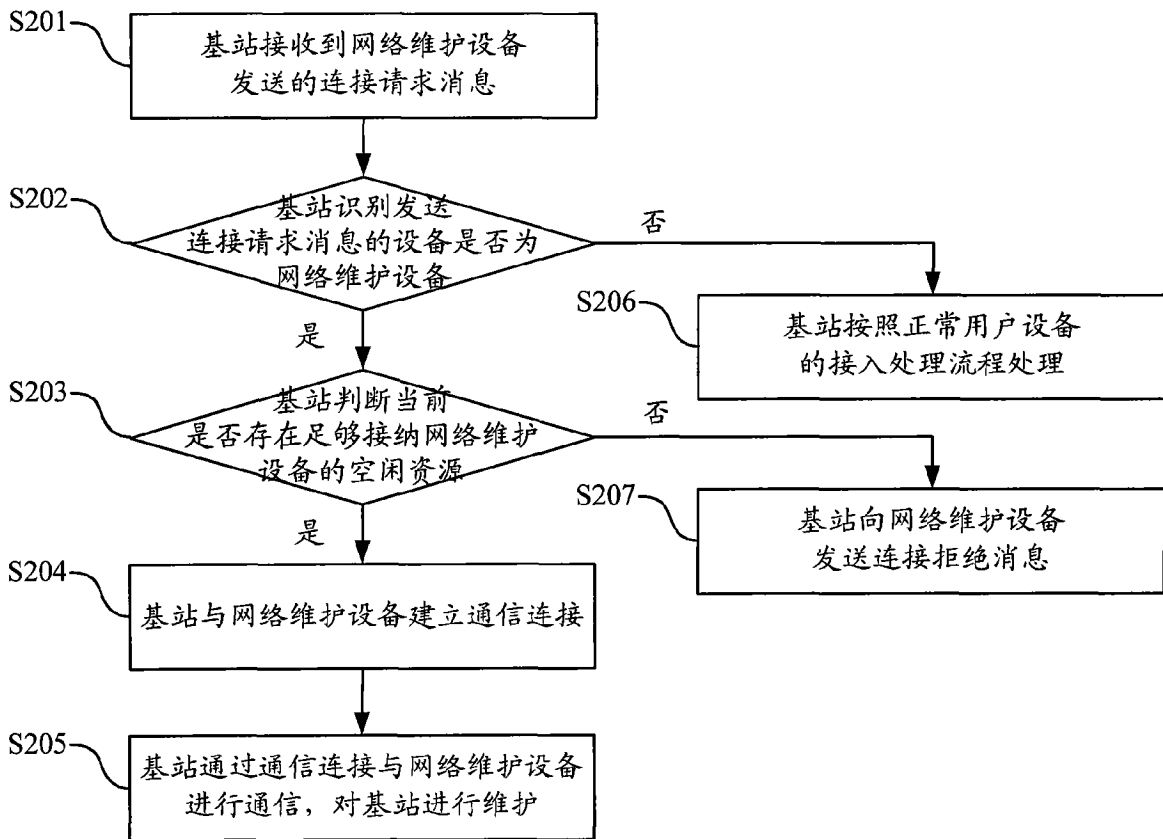 S201
基站接收到网络维护设备
发送的连接请求消息
S202
基站识别发送
连接请求消息的设备是否为
网络维护设备
否
是
S206
基站按照正常用户设备
的接入处理流程处理
S203
基站判断当前
是否存在足够接纳网络维护
设备的空闲资源
否
是
S207
基站向网络维护设备
发送连接拒绝消息
S204
基站与网络维护设备建立通信连接
S205
基站通过通信连接与网络维护设备
进行通信，对基站进行维护